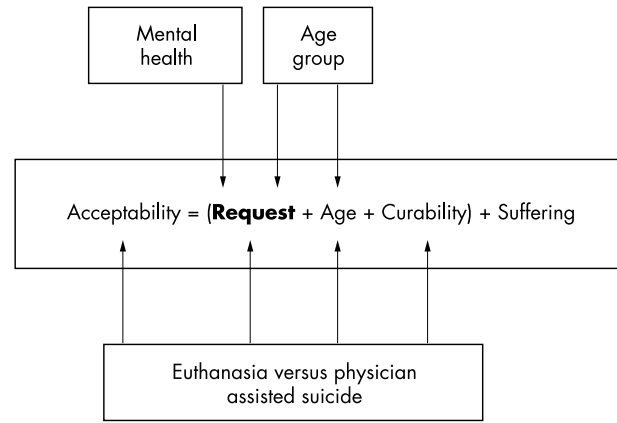 Mental
health
Age
group
Acceptability = (Request + Age + Curability) + Suffering
Euthanasia versus physician
assisted suicide